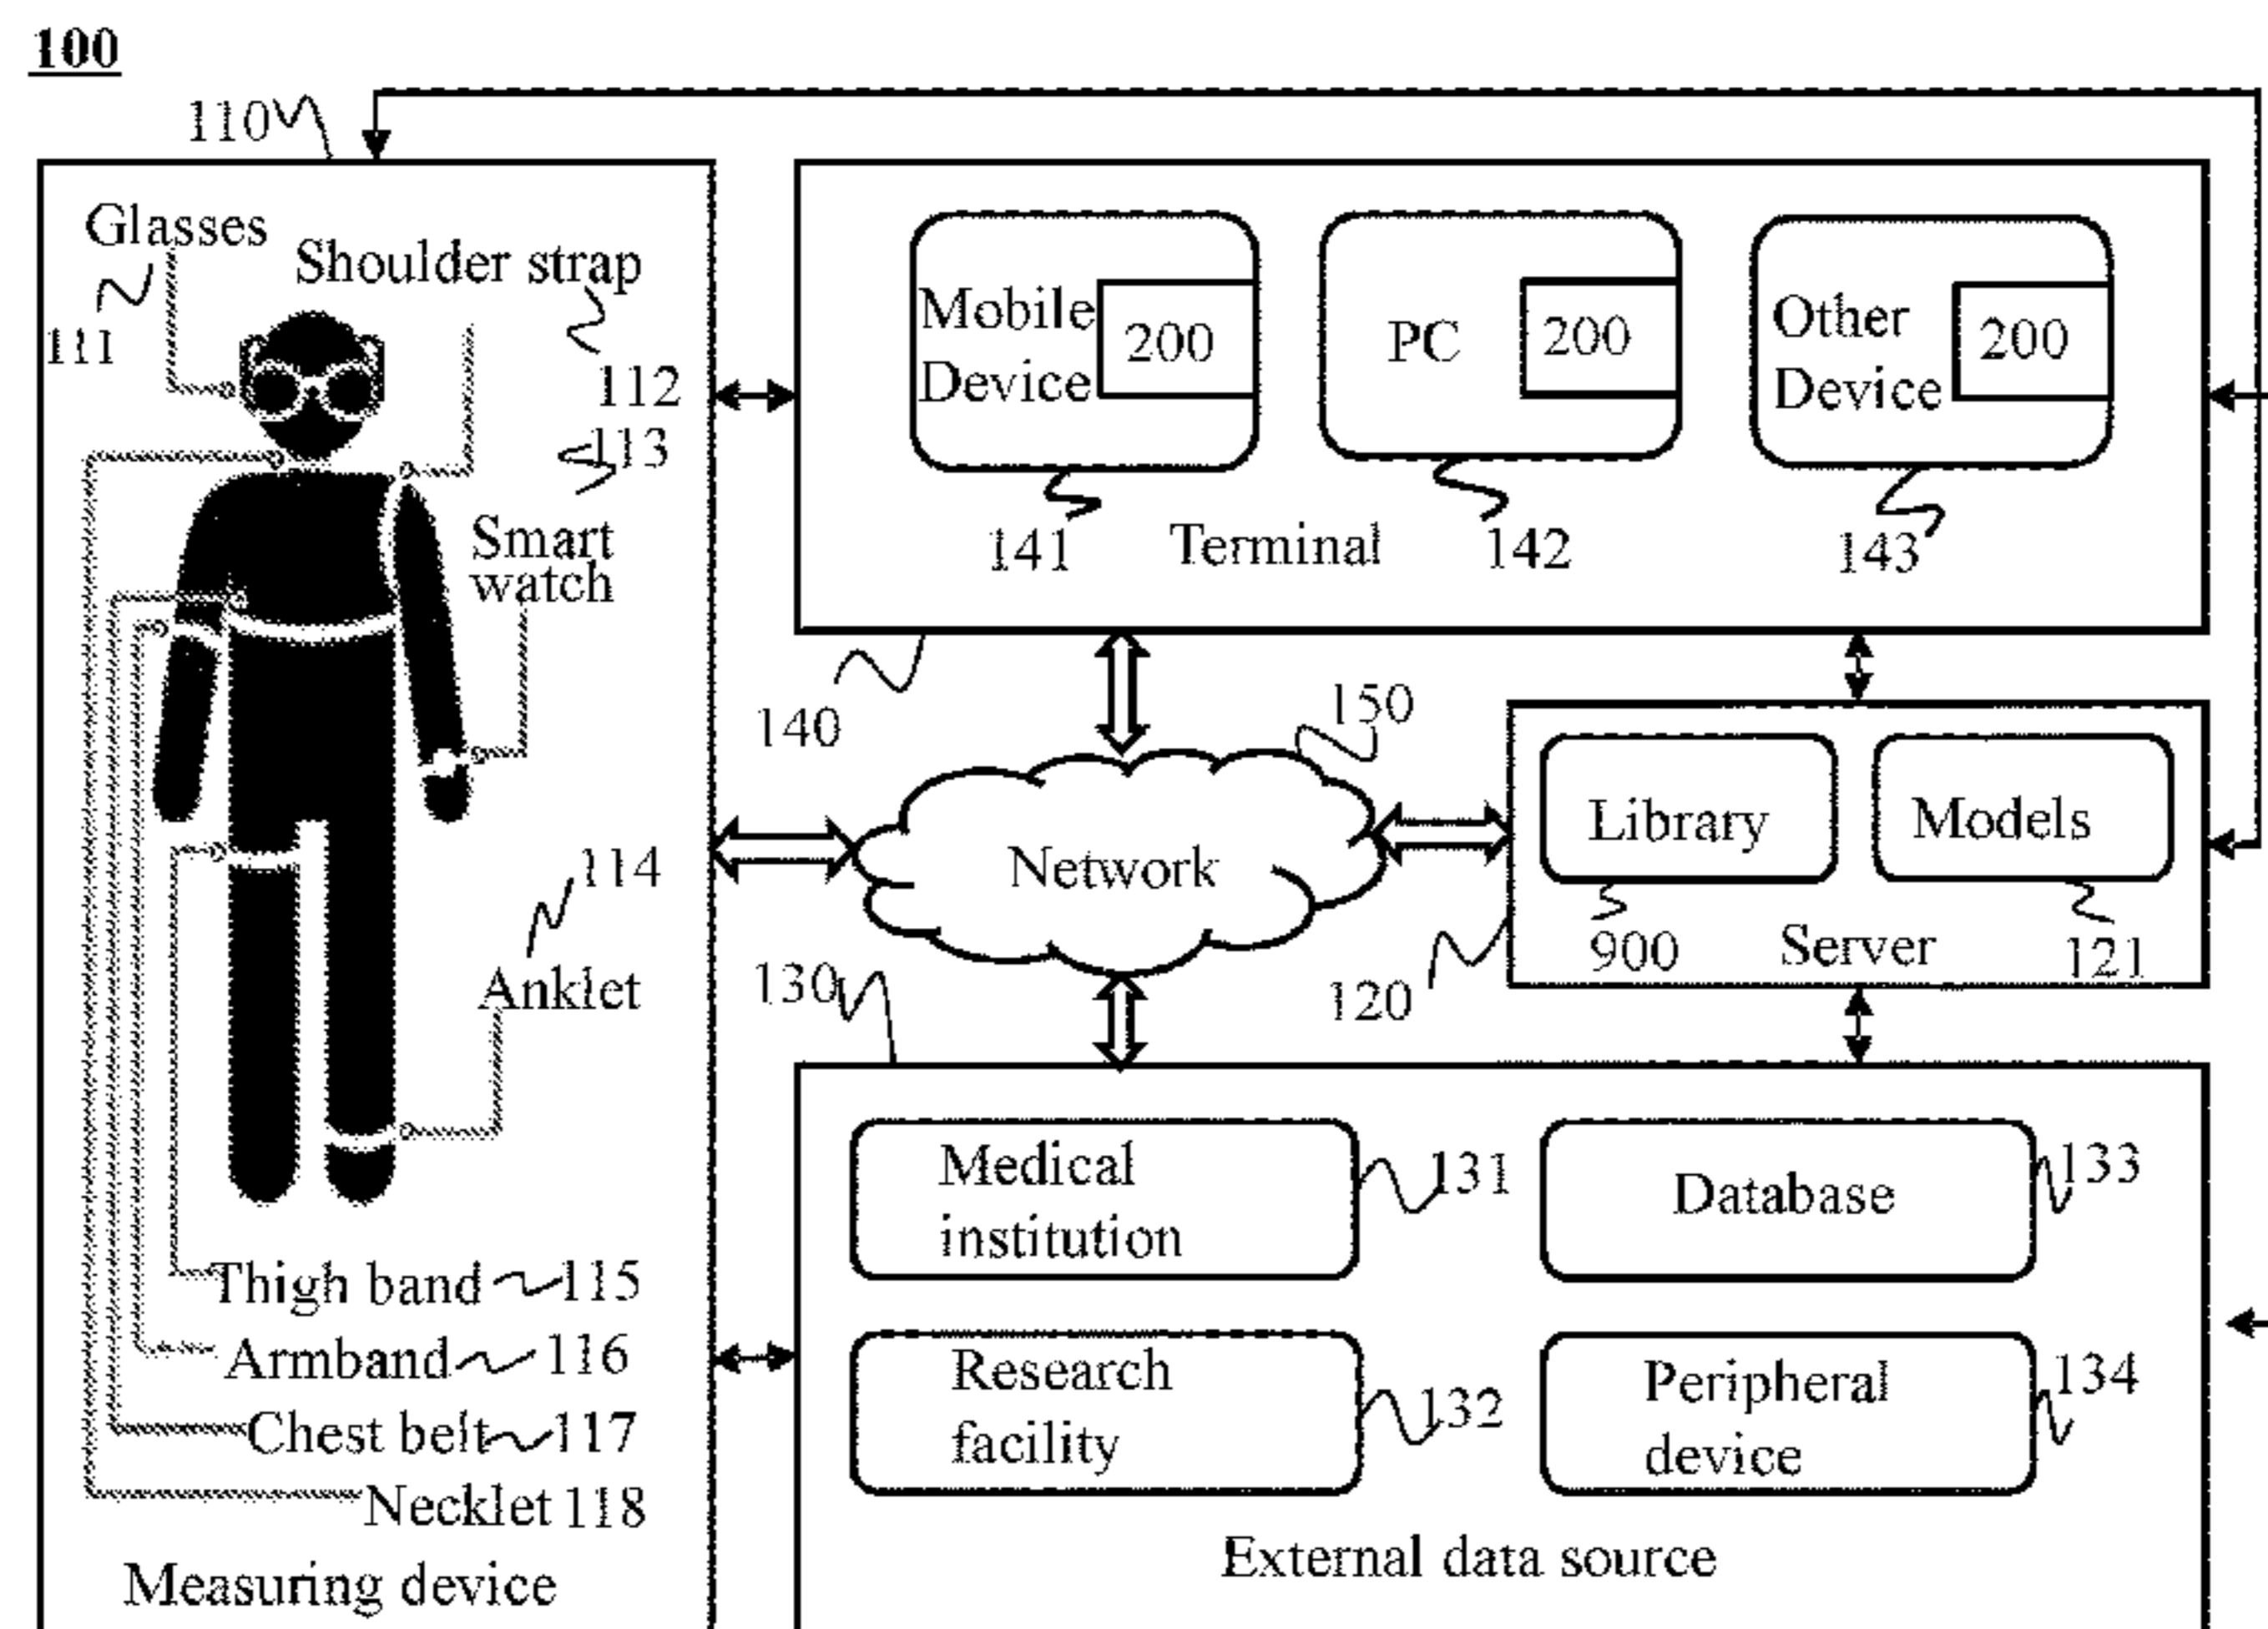 100
110
Glasses
Shoulder strap
111
112
113
Smart
watch
114
Anklet
Thigh band 115
Armband 116
Chest belt 117
Necklet 118
Measuring device
Mobile
Device
200
PC
200
Other
Device
200
141
Terminal
142
143
140
150
Network
Library
Models
900
Server
121
120
130
Medical
institution
131
Database
133
Research
facility
132
Peripheral
device
134
External data source